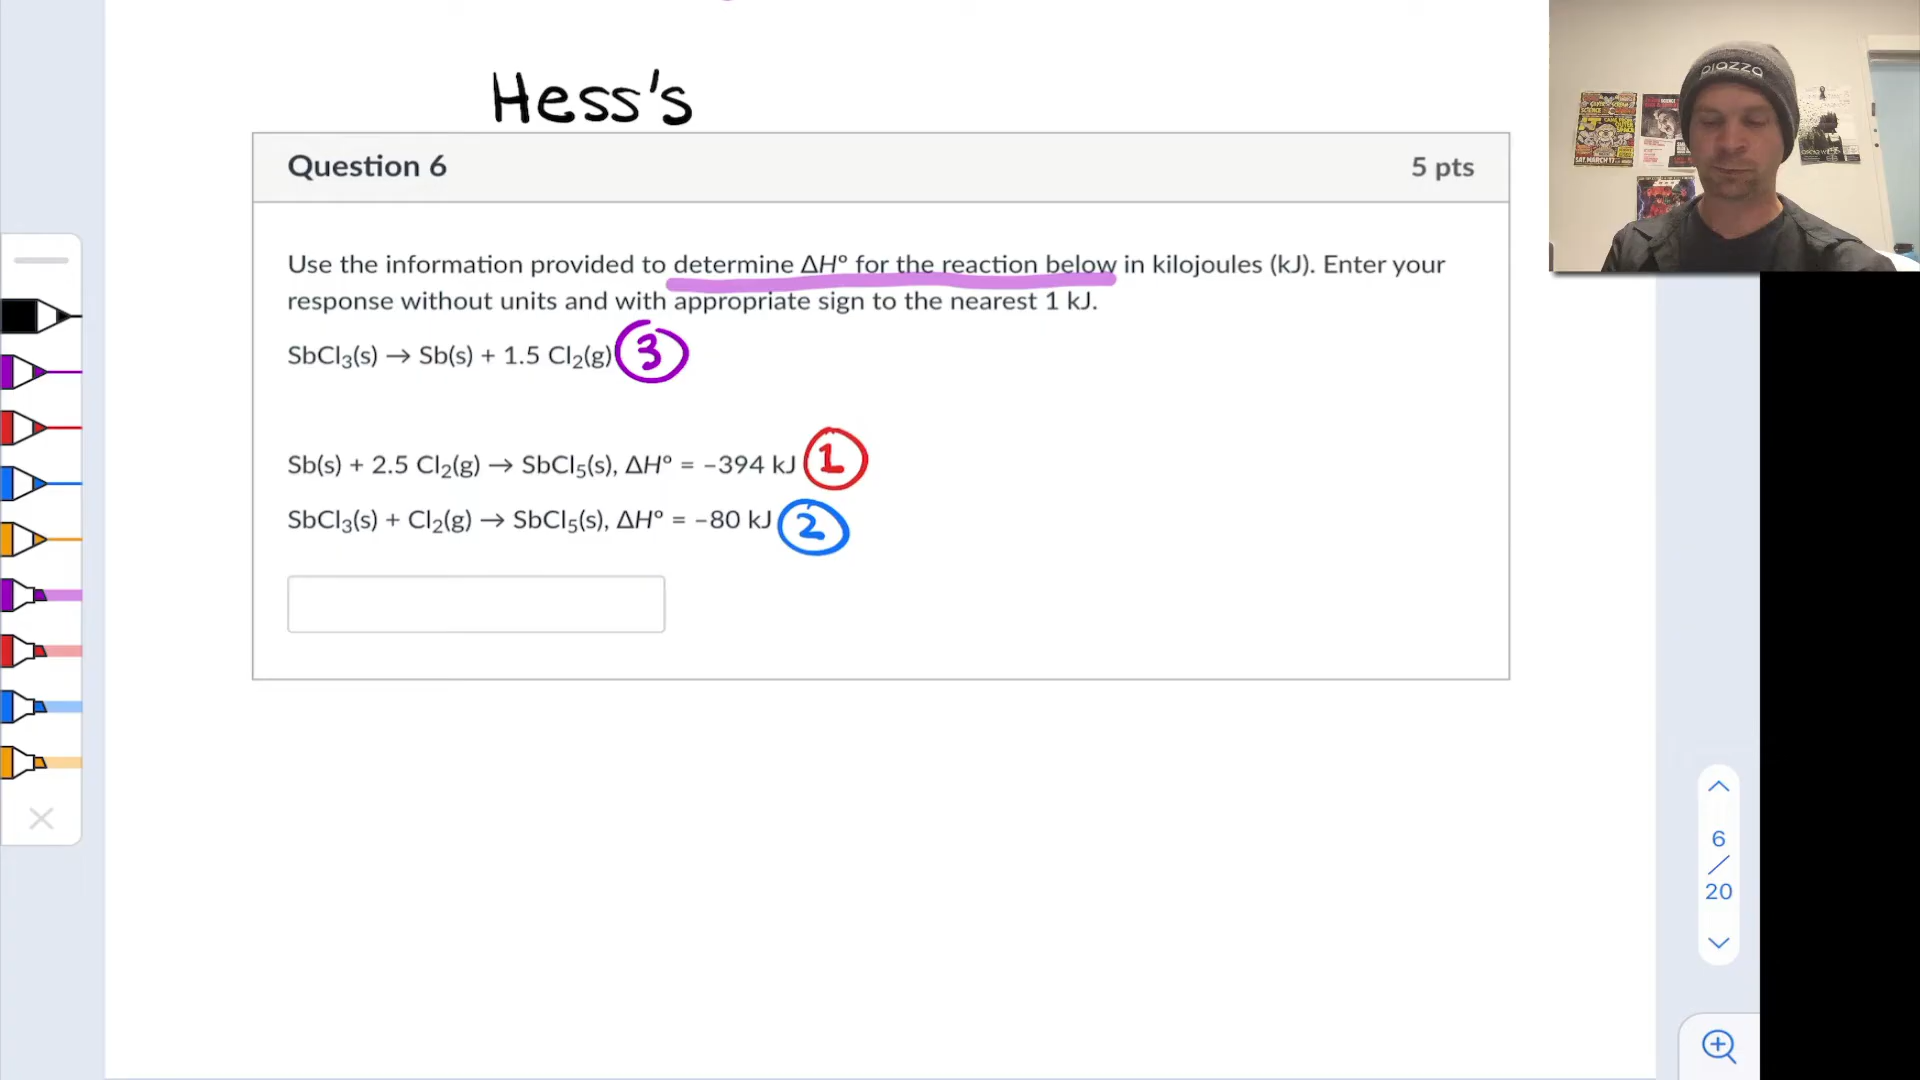 Hess's
Question 6
5 pts
Use the information provided to determine ΔH° for the reaction below in kilojoules (kJ). Enter your
response without units and with appropriate sign to the nearest 1 kJ.
SbCl₃(s) → Sb(s) + 1.5 Cl₂(g) 3
Sb(s) + 2.5 Cl₂(g) → SbCl₅(s), ΔH° = −394 kJ 1
SbCl₃(s) + Cl₂(g) → SbCl₅(s), ΔH° = −80 kJ 2
piazza
SAT. MARCH 17
6
/
20